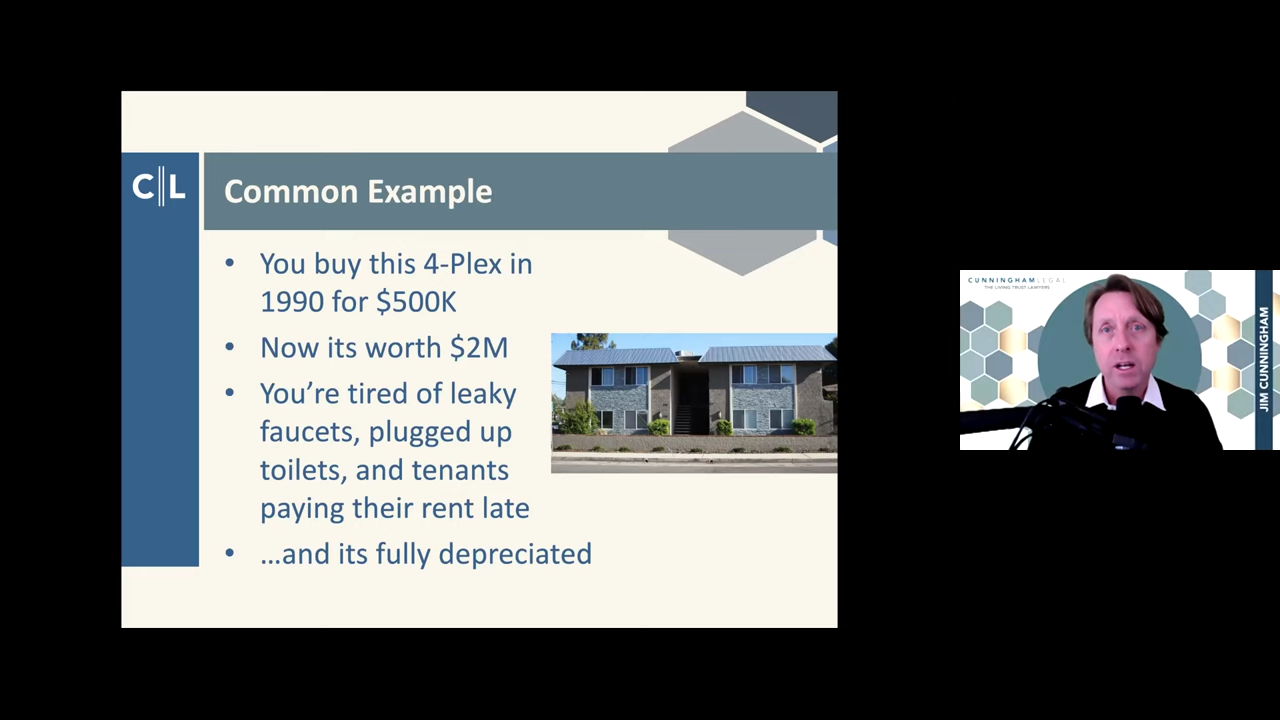 C||L
Common Example
• You buy this 4-Plex in
1990 for $500K
• Now its worth $2M
• You’re tired of leaky
faucets, plugged up
toilets, and tenants
paying their rent late
• …and its fully depreciated
CUNNINGHAMLEGAL
THE LIVING TRUST LAWYERS
JIM CUNNINGHAM